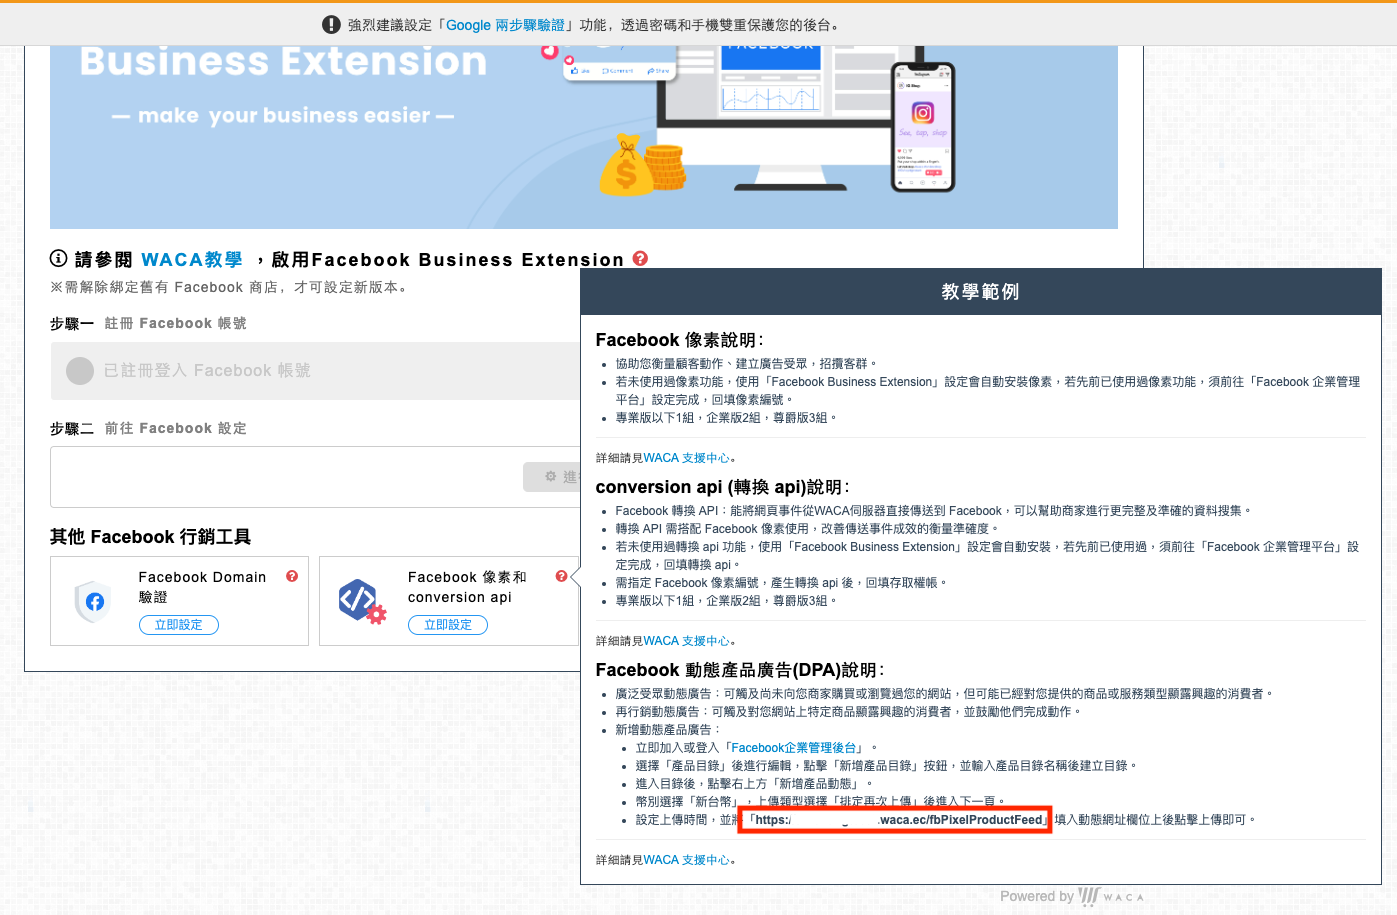 強烈建議設定「Google 兩步驟驗證」功能，透過密碼和手機雙重保護您的後台。
Business Extension
— make your business easier —
FACEBOOK
Like Comment Share
See, tap, shop
請參閱 WACA教學 ，啟用Facebook Business Extension
※需解除綁定舊有 Facebook 商店，才可設定新版本。
步驟一 註冊 Facebook 帳號
已註冊登入 Facebook 帳號
步驟二 前往 Facebook 設定
進
其他 Facebook 行銷工具
Facebook Domain
驗證
立即設定
Facebook 像素和
conversion api
立即設定
教學範例
Facebook 像素說明：
協助您衡量顧客動作、建立廣告受眾，招攬客群。
若未使用過像素功能，使用「Facebook Business Extension」設定會自動安裝像素，若先前已使用過像素功能，須前往「Facebook 企業管理
平台」設定完成，回填像素編號。
專業版以下1組，企業版2組，尊爵版3組。
詳細請見WACA 支援中心。
conversion api (轉換 api)說明：
Facebook 轉換 API：能將網頁事件從WACA伺服器直接傳送到 Facebook，可以幫助商家進行更完整及準確的資料搜集。
轉換 API 需搭配 Facebook 像素使用，改善傳送事件成效的衡量準確度。
若未使用過轉換 api 功能，使用「Facebook Business Extension」設定會自動安裝，若先前已使用過，須前往「Facebook 企業管理平台」設
定完成，回填轉換 api。
需指定 Facebook 像素編號，產生轉換 api 後，回填存取權帳。
專業版以下1組，企業版2組，尊爵版3組。
詳細請見WACA 支援中心。
Facebook 動態產品廣告(DPA)說明：
廣泛受眾動態廣告：可觸及尚未向您商家購買或瀏覽過您的網站，但可能已經對您提供的商品或服務類型顯露興趣的消費者。
再行銷動態廣告：可觸及對您網站上特定商品顯露興趣的消費者，並鼓勵他們完成動作。
新增動態產品廣告：
立即加入或登入「Facebook企業管理後台」。
選擇「產品目錄」後進行編輯，點擊「新增產品目錄」按鈕，並輸入產品目錄名稱後建立目錄。
進入目錄後，點擊右上方「新增產品動態」。
幣別選擇「新台幣」，上傳類型選擇「排定再次上傳」後進入下一頁。
設定上傳時間，並將「https:/ .waca.ec/fbPixelProductFeed」填入動態網址欄位上後點擊上傳即可。
詳細請見WACA 支援中心。
Powered by WACA